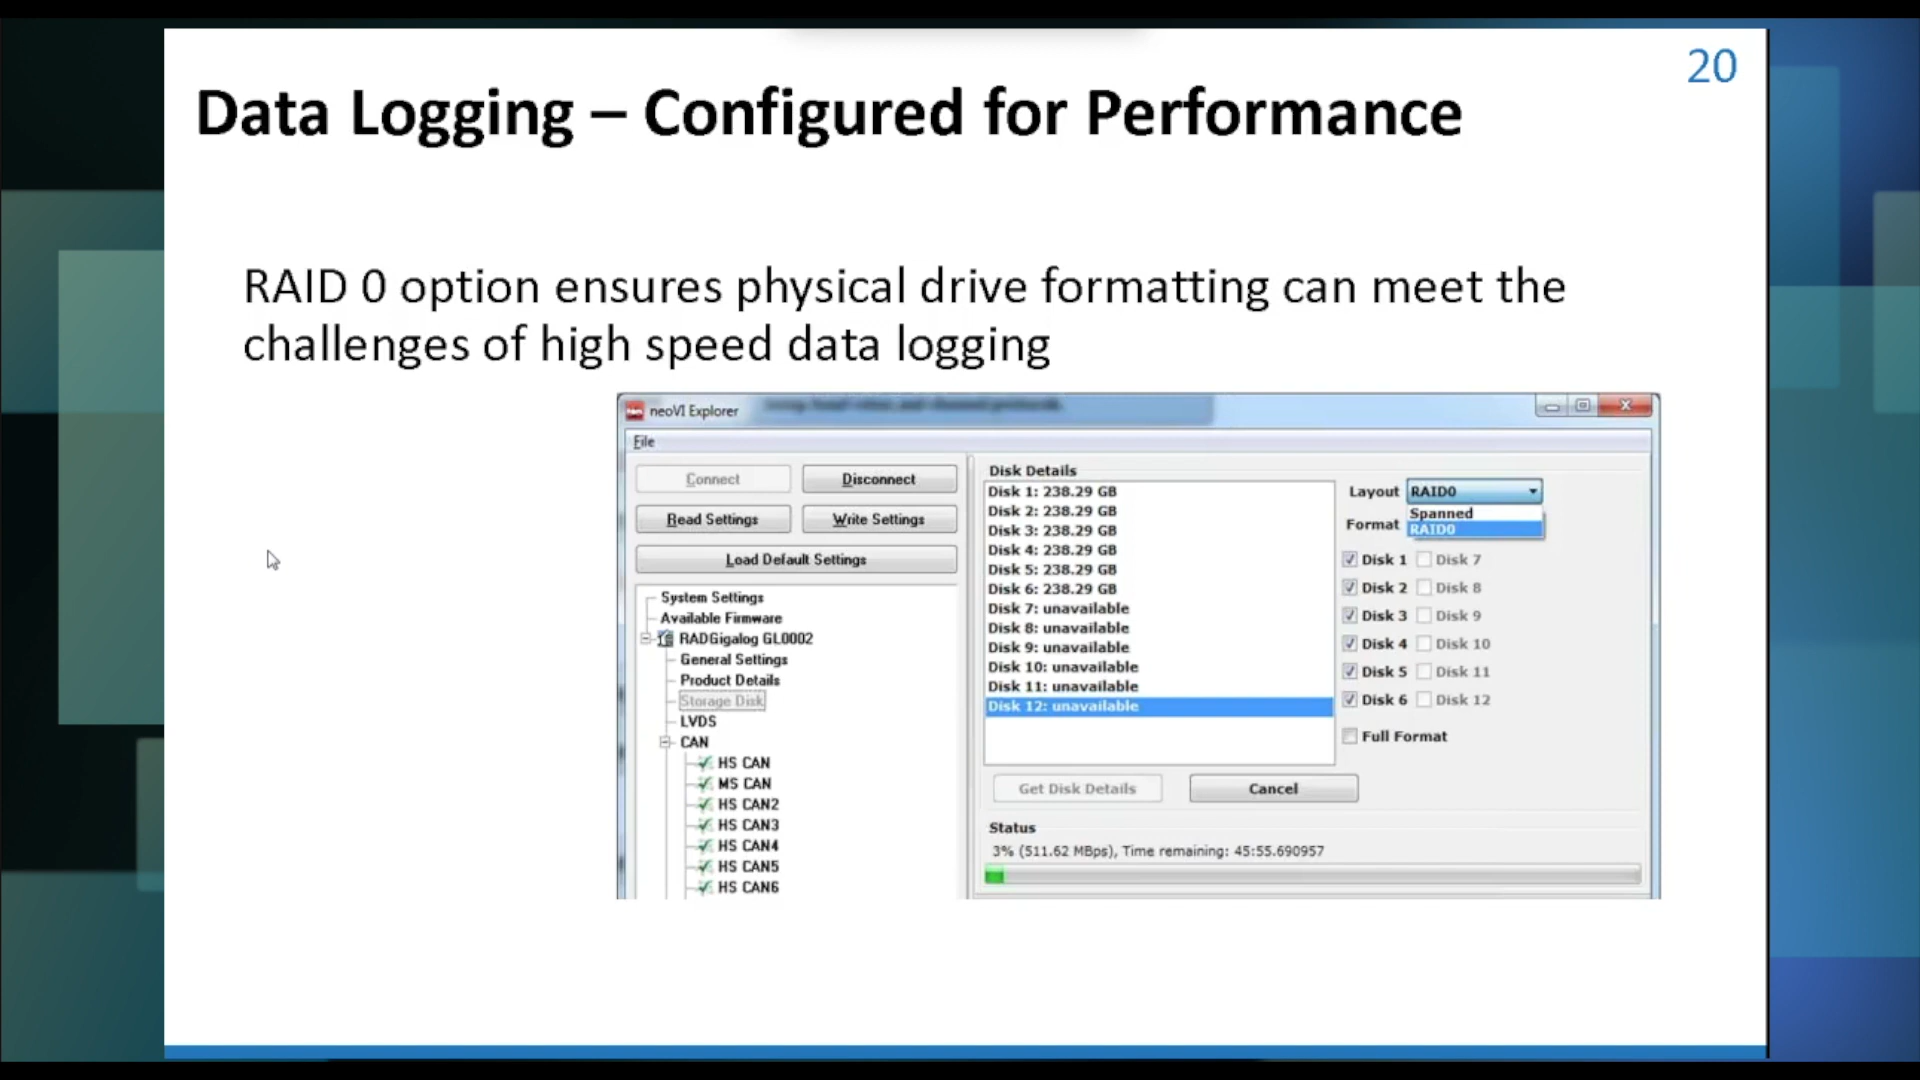 20
Data Logging – Configured for Performance
RAID 0 option ensures physical drive formatting can meet the
challenges of high speed data logging
neoVI Explorer
File
Connect
Disconnect
Read Settings
Write Settings
Load Default Settings
System Settings
Available Firmware
RADGigalog GL0002
General Settings
Product Details
Storage Disk
LVDS
CAN
HS CAN
MS CAN
HS CAN2
HS CAN3
HS CAN4
HS CAN5
HS CAN6
Disk Details
Disk 1: 238.29 GB
Disk 2: 238.29 GB
Disk 3: 238.29 GB
Disk 4: 238.29 GB
Disk 5: 238.29 GB
Disk 6: 238.29 GB
Disk 7: unavailable
Disk 8: unavailable
Disk 9: unavailable
Disk 10: unavailable
Disk 11: unavailable
Disk 12: unavailable
Layout RAID0
Spanned
Format RAID0
Disk 1 Disk 7
Disk 2 Disk 8
Disk 3 Disk 9
Disk 4 Disk 10
Disk 5 Disk 11
Disk 6 Disk 12
Full Format
Get Disk Details
Cancel
Status
3% (511.62 MBps), Time remaining: 45:55.690957